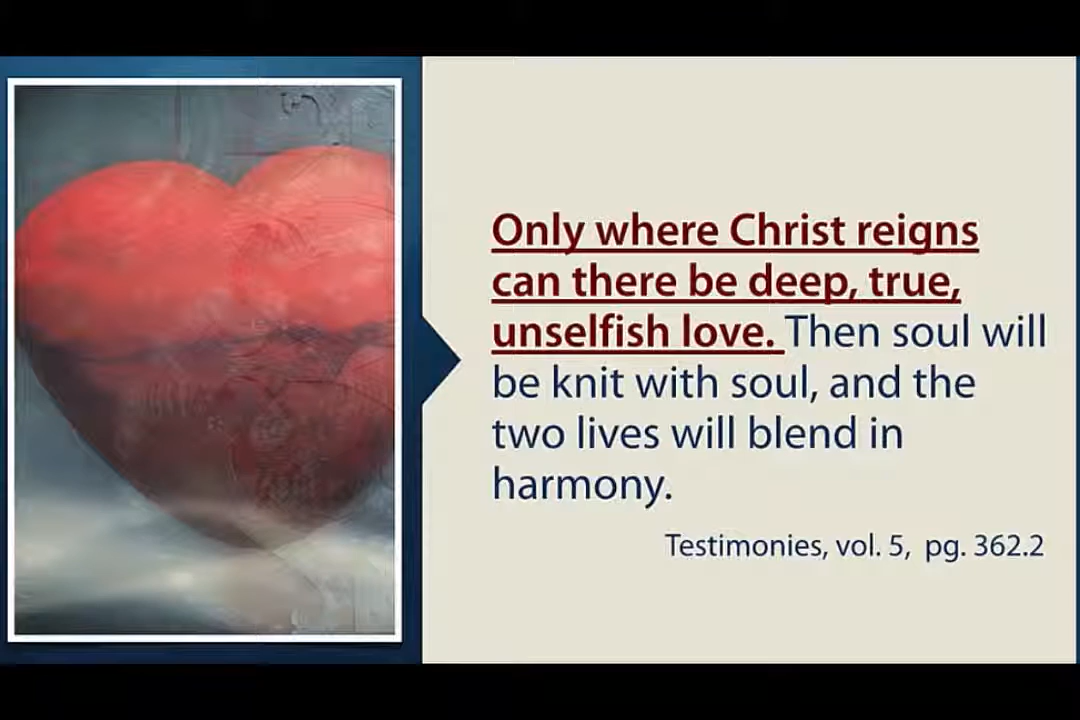 Only where Christ reigns
can there be deep, true,
unselfish love. Then soul will
be knit with soul, and the
two lives will blend in
harmony.
Testimonies, vol. 5, pg. 362.2